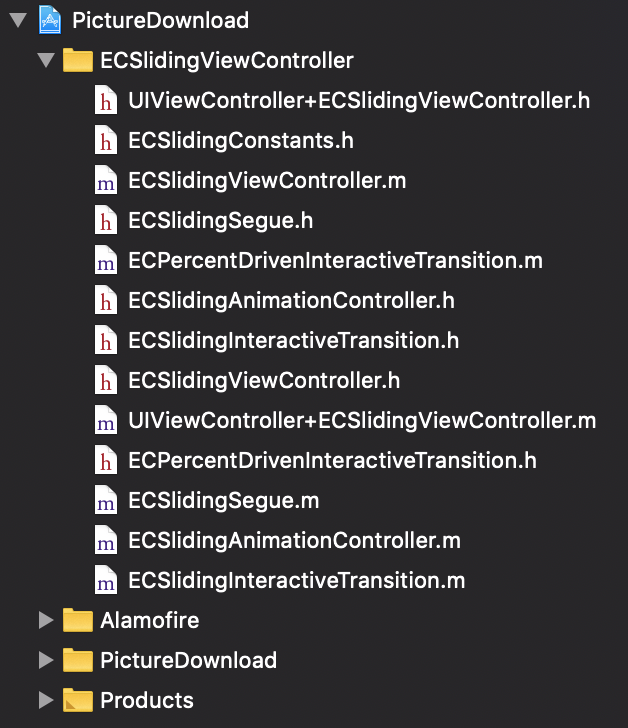 PictureDownload
ECSlidingViewController
h UIViewController+ECSlidingViewController.h
h ECSlidingConstants.h
m ECSlidingViewController.m
h ECSlidingSegue.h
m ECPercentDrivenInteractiveTransition.m
h ECSlidingAnimationController.h
h ECSlidingInteractiveTransition.h
h ECSlidingViewController.h
m UIViewController+ECSlidingViewController.m
h ECPercentDrivenInteractiveTransition.h
m ECSlidingSegue.m
m ECSlidingAnimationController.m
m ECSlidingInteractiveTransition.m
Alamofire
PictureDownload
Products